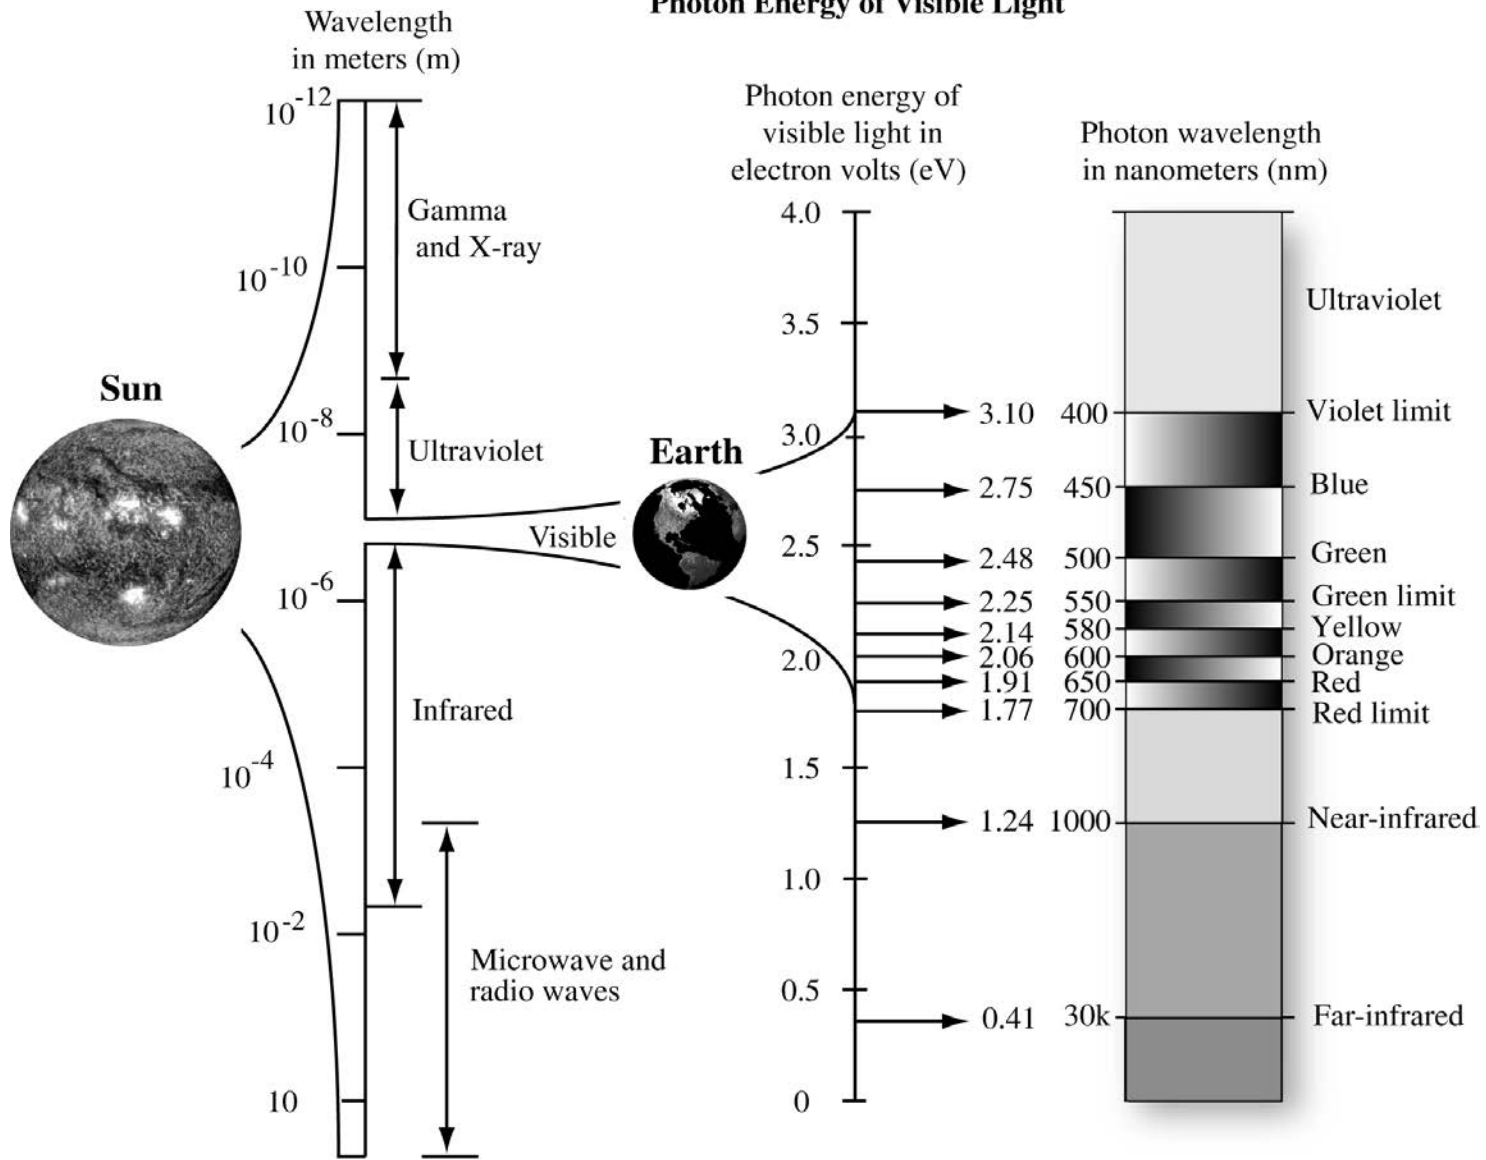 Photon Energy of Visible Light
Wavelength
in meters (m)
10-12
10-10
10-8
10-6
10-4
10-2
10
Gamma
and X-ray
Ultraviolet
Visible
Infrared
Microwave and
radio waves
Sun
Earth
Photon energy of
visible light in
electron volts (eV)
4.0
3.5
3.0
2.5
2.0
1.5
1.0
0.5
0
Photon wavelength
in nanometers (nm)
Ultraviolet
3.10 400 Violet limit
2.75 450 Blue
2.48 500 Green
2.25 550 Green limit
2.14 580 Yellow
2.06 600 Orange
1.91 650 Red
1.77 700 Red limit
1.24 1000 Near-infrared
0.41 30k Far-infrared